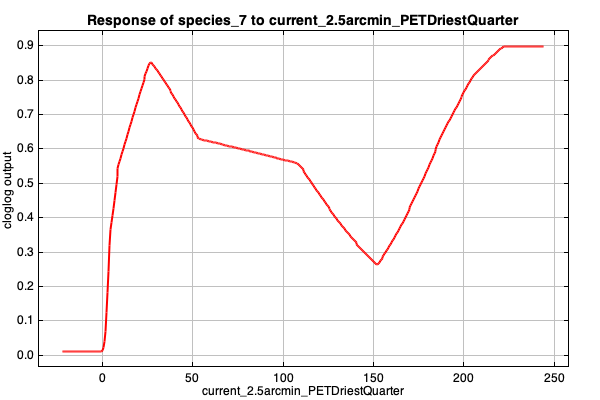 Response of species_7 to current_2.5arcmin_PETDriestQuarter
0.9
0.8
0.7
0.6
0.5
0.4
0.3
0.2
0.1
0.0
cloglog output
0 50 100 150 200 250
current_2.5arcmin_PETDriestQuarter